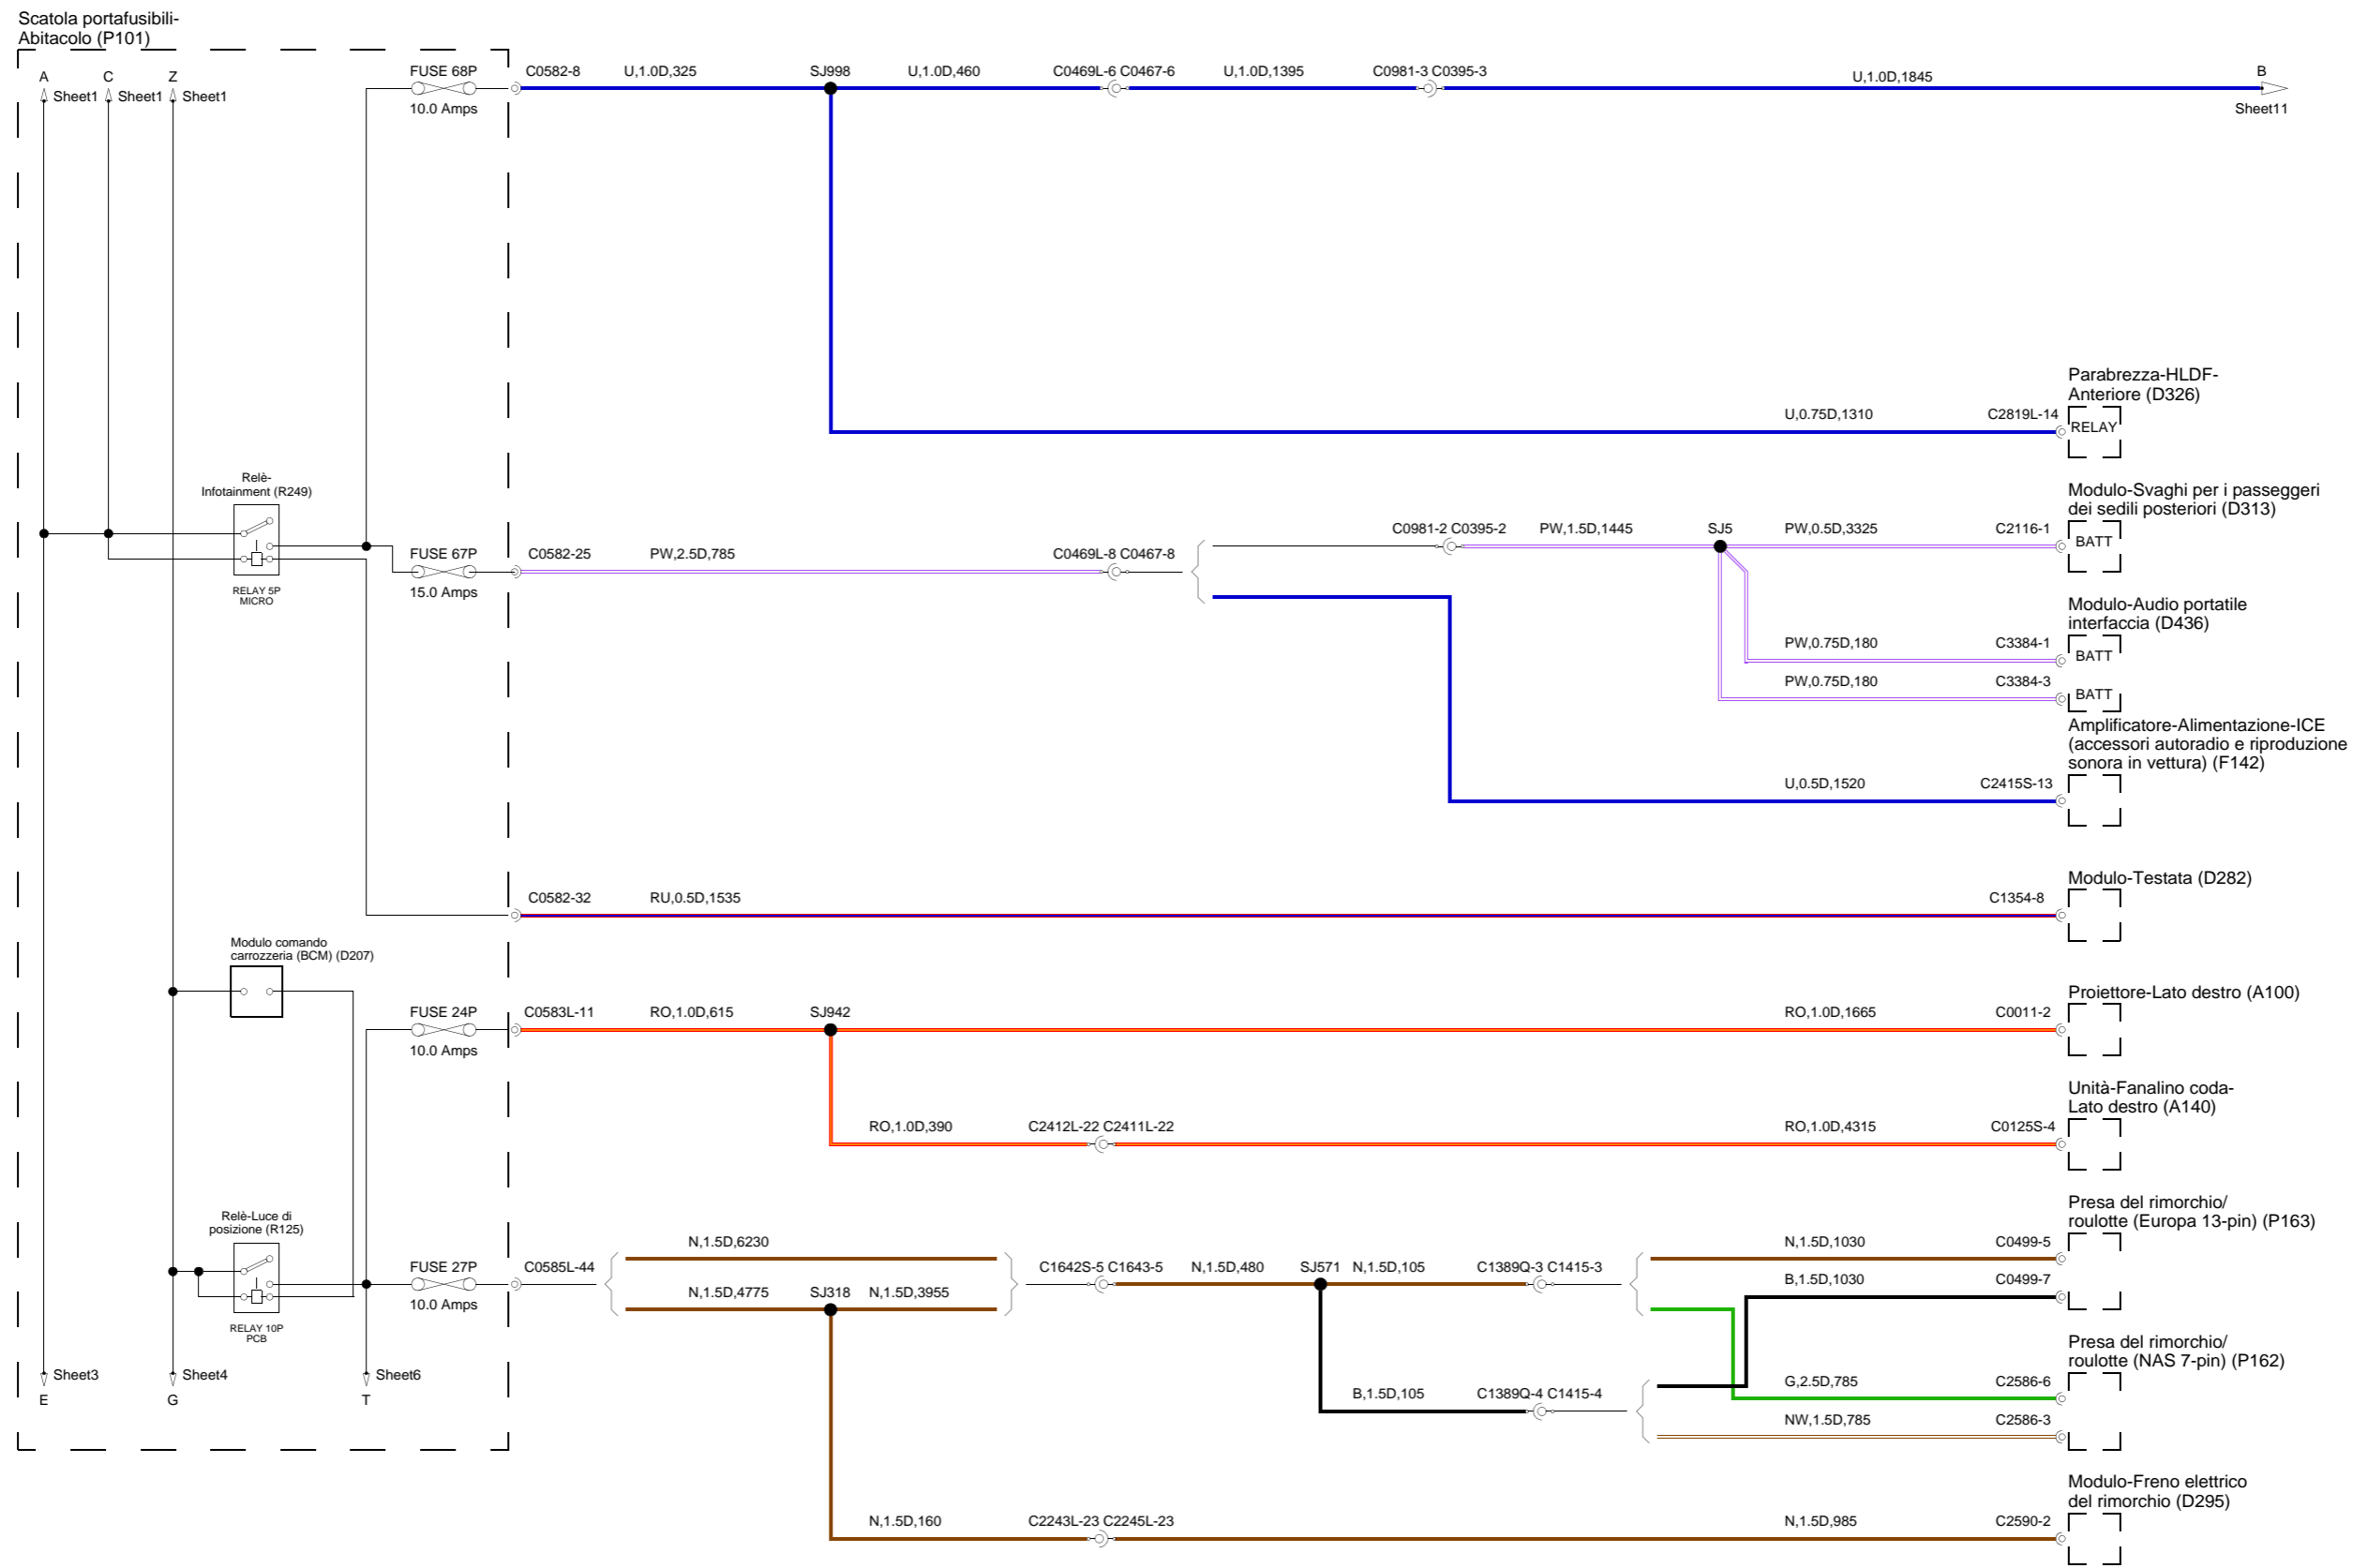 Scatola portafusibili-
Abitacolo (P101)
A C Z
Sheet1 Sheet1 Sheet1
FUSE 68P
10.0 Amps
C0582-8 U,1.0D,325 SJ998 U,1.0D,460 C0469L-6 C0467-6 U,1.0D,1395 C0981-3 C0395-3 U,1.0D,1845 B
Sheet11
Parabrezza-HLDF-
Anteriore (D326)
U,0.75D,1310 C2819L-14
RELAY
Relè-
Infotainment (R249)
RELAY 5P
MICRO
FUSE 67P
15.0 Amps
C0582-25 PW,2.5D,785 C0469L-8 C0467-8
C0981-2 C0395-2 PW,1.5D,1445 SJ5 PW,0.5D,3325 C2116-1
Modulo-Svaghi per i passeggeri
dei sedili posteriori (D313)
BATT
Modulo-Audio portatile
interfaccia (D436)
PW,0.75D,180 C3384-1
BATT
PW,0.75D,180 C3384-3
BATT
Amplificatore-Alimentazione-ICE
(accessori autoradio e riproduzione
sonora in vettura) (F142)
U,0.5D,1520 C2415S-13
Modulo-Testata (D282)
C0582-32 RU,0.5D,1535 C1354-8
Modulo comando
carrozzeria (BCM) (D207)
Proiettore-Lato destro (A100)
FUSE 24P
10.0 Amps
C0583L-11 RO,1.0D,615 SJ942 RO,1.0D,1665 C0011-2
Unità-Fanalino coda-
Lato destro (A140)
RO,1.0D,390 C2412L-22 C2411L-22 RO,1.0D,4315 C0125S-4
Presa del rimorchio/
roulotte (Europa 13-pin) (P163)
Relè-Luce di
posizione (R125)
RELAY 10P
PCB
FUSE 27P
10.0 Amps
C0585L-44
N,1.5D,6230
N,1.5D,4775 SJ318 N,1.5D,3955
C1642S-5 C1643-5 N,1.5D,480 SJ571 N,1.5D,105 C1389Q-3 C1415-3
N,1.5D,1030 C0499-5
B,1.5D,1030 C0499-7
Presa del rimorchio/
roulotte (NAS 7-pin) (P162)
B,1.5D,105 C1389Q-4 C1415-4
G,2.5D,785 C2586-6
NW,1.5D,785 C2586-3
Sheet3 Sheet4 Sheet6
E G T
Modulo-Freno elettrico
del rimorchio (D295)
N,1.5D,160 C2243L-23 C2245L-23 N,1.5D,985 C2590-2